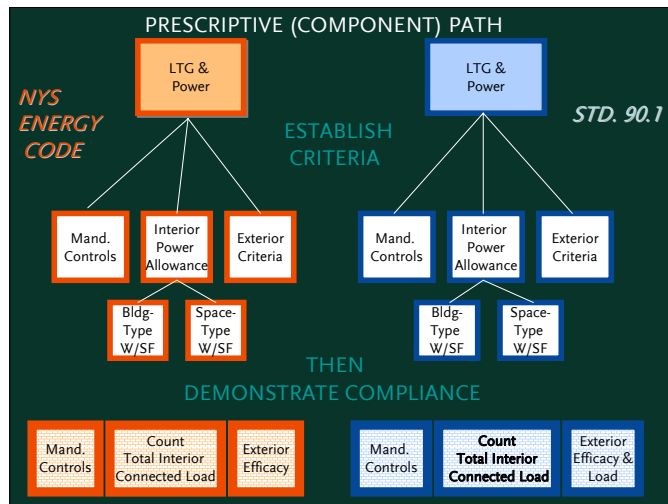 PRESCRIPTIVE (COMPONENT) PATH
LTG &
Power
LTG &
Power
NYS
ENERGY
CODE
STD. 90.1
ESTABLISH
CRITERIA
Mand.
Controls
Interior
Power
Allowance
Exterior
Criteria
Mand.
Controls
Interior
Power
Allowance
Exterior
Criteria
Bldg-
Type
W/SF
Space-
Type
W/SF
Bldg-
Type
W/SF
Space-
Type
W/SF
THEN
DEMONSTRATE COMPLIANCE
Mand.
Controls
Count
Total Interior
Connected Load
Exterior
Efficacy
Mand.
Controls
Count
Total Interior
Connected Load
Exterior
Efficacy &
Load